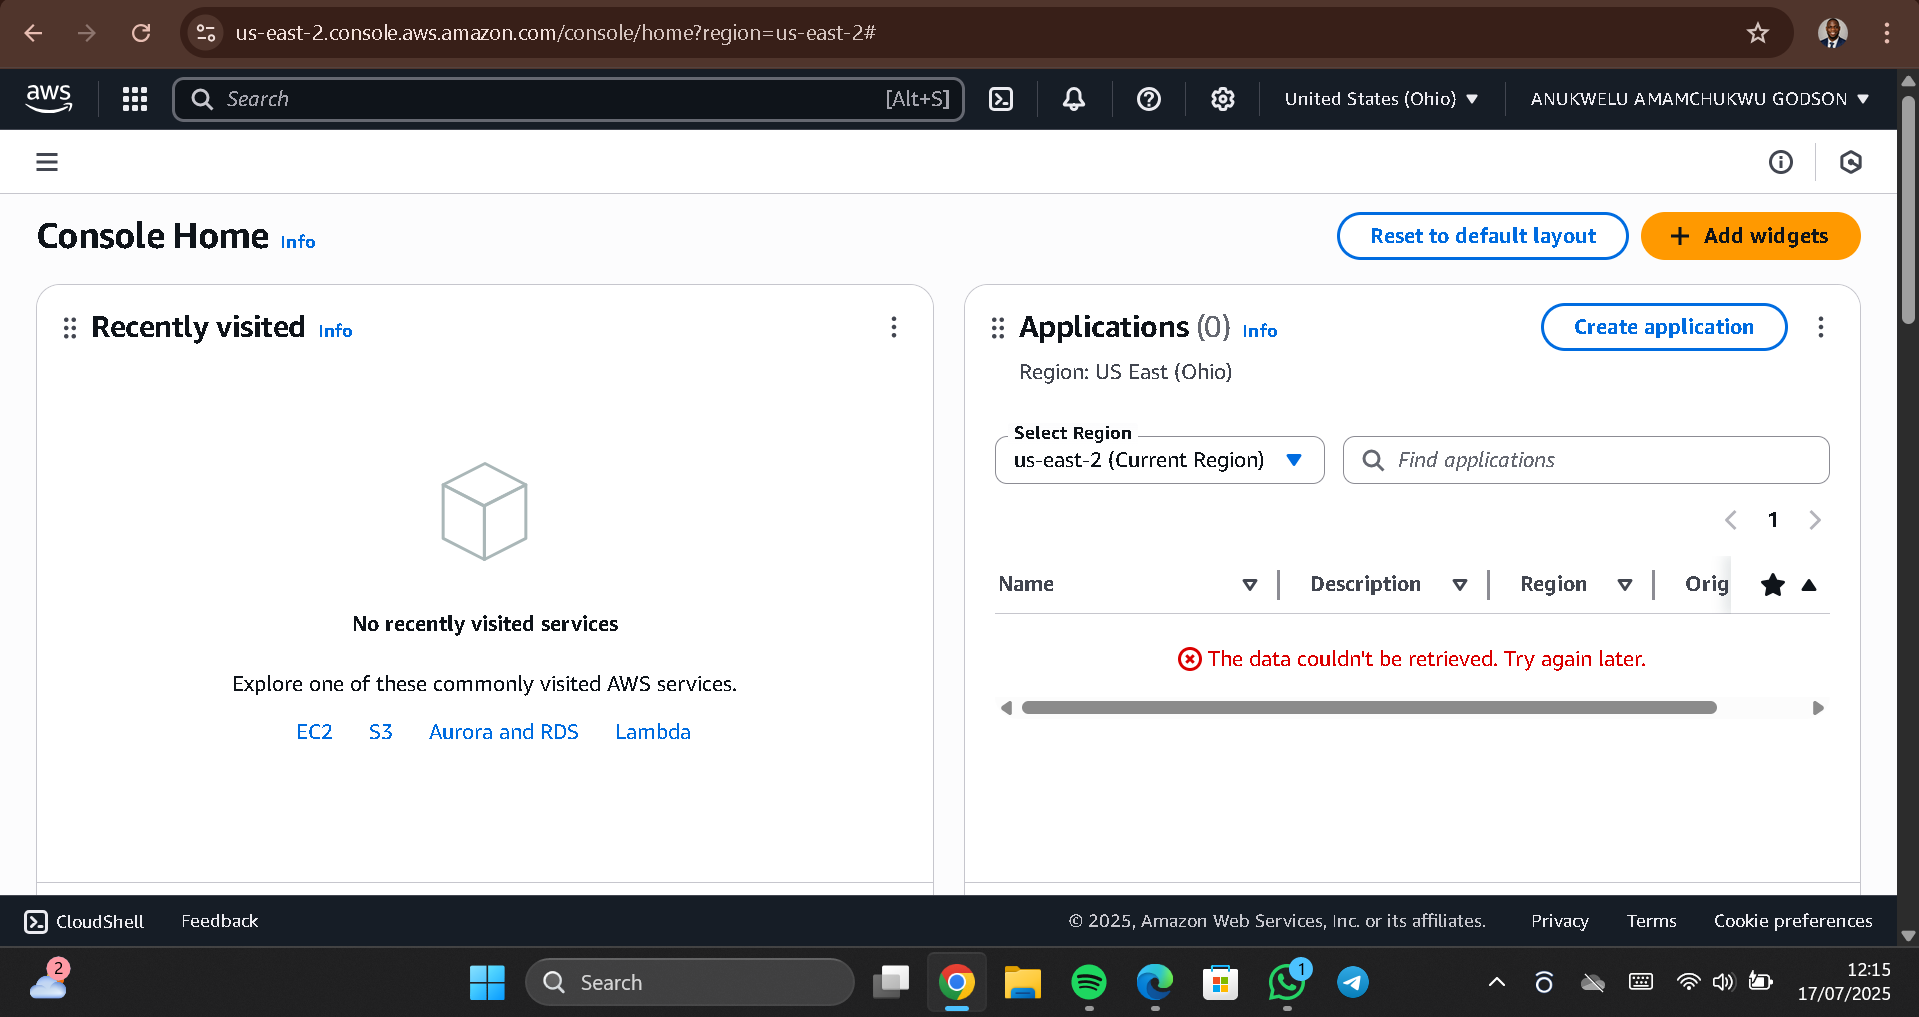 us-east-2.console.aws.amazon.com/console/home?region=us-east-2#
aws
Search [Alt+S]
United States (Ohio)
ANUKWELU AMAMCHUKWU GODSON
Console Home Info
Reset to default layout
+ Add widgets
Recently visited Info
No recently visited services
Explore one of these commonly visited AWS services.
EC2 S3 Aurora and RDS Lambda
Applications (0) Info
Create application
Region: US East (Ohio)
Select Region
us-east-2 (Current Region)
Find applications
1
Name Description Region Orig
The data couldn't be retrieved. Try again later.
CloudShell Feedback
© 2025, Amazon Web Services, Inc. or its affiliates. Privacy Terms Cookie preferences
2
Search
1
12:15
17/07/2025